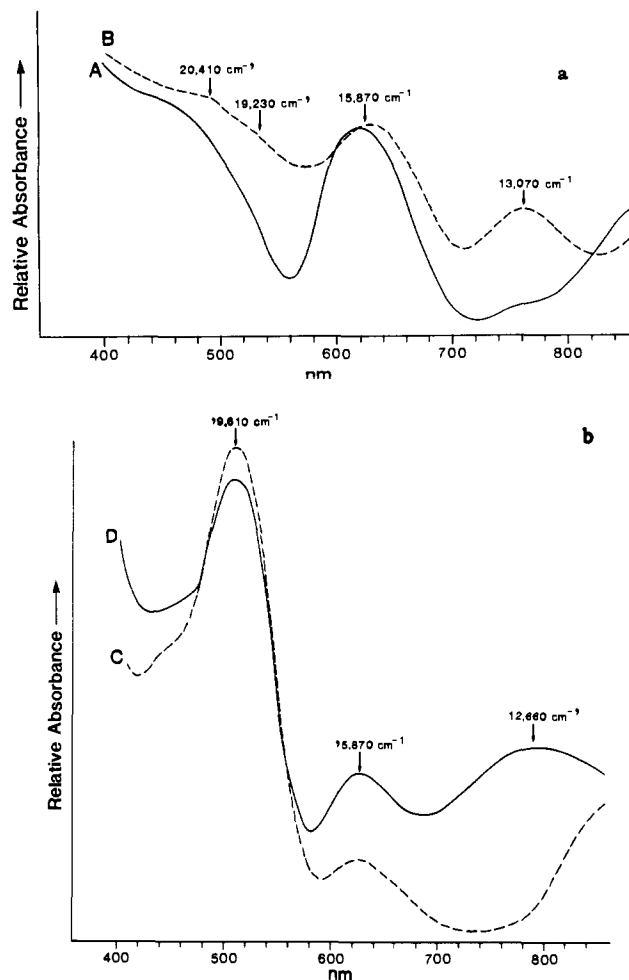 a
B
A
20,410 cm⁻¹
19,230 cm⁻¹
15,870 cm⁻¹
13,070 cm⁻¹
Relative Absorbance
400 500 600 700 800
nm
b
19,610 cm⁻¹
D
C
15,870 cm⁻¹
12,660 cm⁻¹
Relative Absorbance
400 500 600 700 800
nm